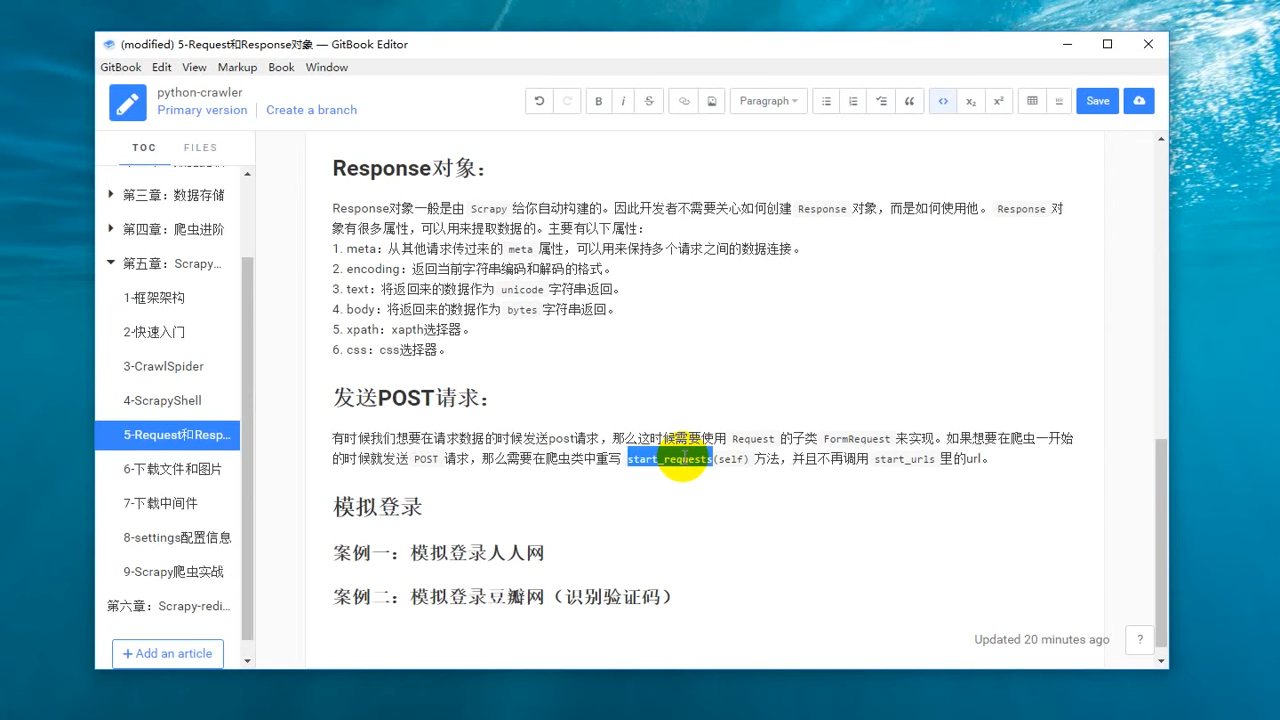 (modified) 5-Request和Response对象 — GitBook Editor
GitBook Edit View Markup Book Window
python-crawler
Primary version Create a branch
B i S Paragraph Save
TOC FILES
第三章：数据存储
第四章：爬虫进阶
第五章：Scrapy...
1-框架架构
2-快速入门
3-CrawlSpider
4-ScrapyShell
5-Request和Resp...
6-下载文件和图片
7-下载中间件
8-settings配置信息
9-Scrapy爬虫实战
第六章：Scrapy-redi...
+ Add an article
Response对象：
Response对象一般是由 Scrapy 给你自动构建的。因此开发者不需要关心如何创建 Response 对象，而是如何使用他。 Response 对
象有很多属性，可以用来提取数据的。主要有以下属性：
1. meta：从其他请求传过来的 meta 属性，可以用来保持多个请求之间的数据连接。
2. encoding：返回当前字符串编码和解码的格式。
3. text：将返回来的数据作为 unicode 字符串返回。
4. body：将返回来的数据作为 bytes 字符串返回。
5. xpath：xapth选择器。
6. css：css选择器。
发送POST请求：
有时候我们想要在请求数据的时候发送post请求，那么这时候需要使用 Request 的子类 FormRequest 来实现。如果想要在爬虫一开始
的时候就发送 POST 请求，那么需要在爬虫类中重写 start_requests(self) 方法，并且不再调用 start_urls 里的url。
模拟登录
案例一：模拟登录人人网
案例二：模拟登录豆瓣网（识别验证码）
Updated 20 minutes ago ?